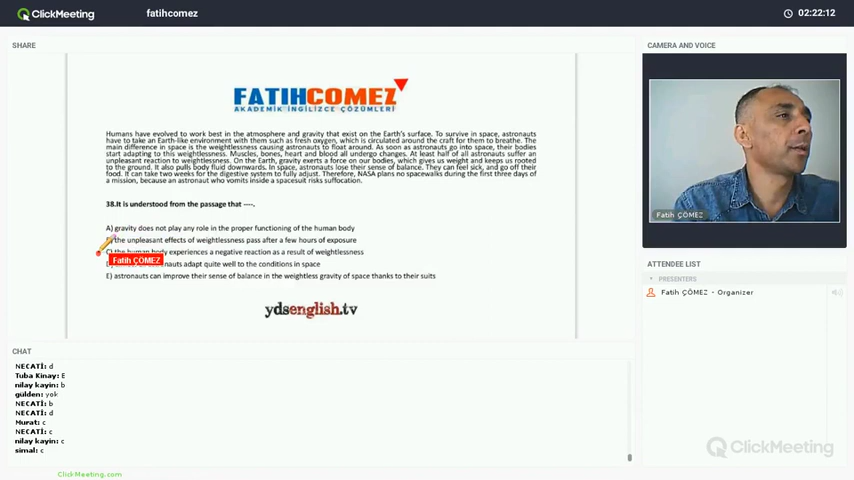 ClickMeeting
fatihcomez
02:22:12
SHARE
CAMERA AND VOICE
FATIHCOMEZ
AKADEMİK İNGİLİZCE ÇÖZÜMLERİ
Humans have evolved to work best in the atmosphere and gravity that exist on the Earth's surface. To survive in space, astronauts
have to take an Earth-like environment with them such as fresh oxygen, which is circulated around the craft for them to breathe. The
main difference in space is the weightlessness causing astronauts to float around. As soon as astronauts go into space, their bodies
start adapting to this weightlessness. Muscles, bones, heart and blood all undergo changes. At least half of all astronauts suffer an
unpleasant reaction to weightlessness. On the Earth, gravity exerts a force on our bodies, which gives us weight and keeps us rooted
to the ground. It also pulls body fluid downwards. In space, astronauts lose their sense of balance. They can feel sick, and go off their
food. It can take two weeks for the digestive system to fully adjust. Therefore, NASA plans no spacewalks during the first three days of
a mission, because an astronaut who vomits inside a spacesuit risks suffocation.
38.It is understood from the passage that ----.
A) gravity does not play any role in the proper functioning of the human body
the unpleasant effects of weightlessness pass after a few hours of exposure
the human body experiences a negative reaction as a result of weightlessness
Fatih ÇÖMEZ
adapt quite well to the conditions in space
E) astronauts can improve their sense of balance in the weightless gravity of space thanks to their suits
ydsenglish.tv
Fatih ÇÖMEZ
ATTENDEE LIST
PRESENTERS
Fatih ÇÖMEZ - Organizer
CHAT
NECATİ: d
Tuba Kinay: E
nilay kayin: b
gülden: yok
NECATİ: b
NECATİ: d
Murat: c
NECATİ: c
nilay kayin: c
simal: c
ClickMeeting
ClickMeeting.com